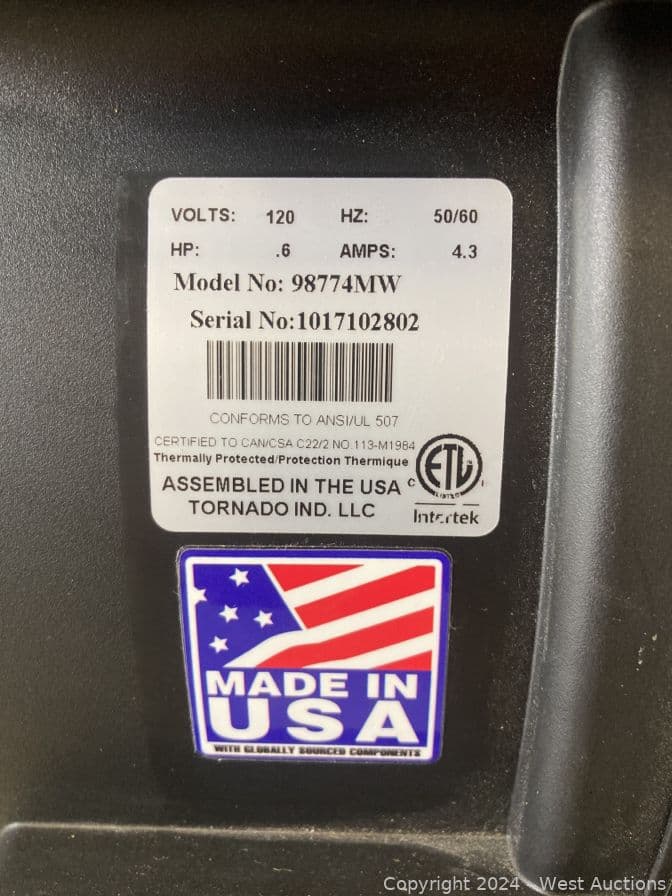 VOLTS: 120 HZ: 50/60
HP: .6 AMPS: 4.3
Model No: 98774MW
Serial No:1017102802
CONFORMS TO ANSI/UL 507
CERTIFIED TO CAN/CSA C22/2 NO.113-M1984
Thermally Protected/Protection Thermique
ASSEMBLED IN THE USA
TORNADO IND. LLC
C ETL
LISTED
Intertek
MADE IN
USA
WITH GLOBALLY SOURCED COMPONENTS
Copyright © 2024 - West Auctions